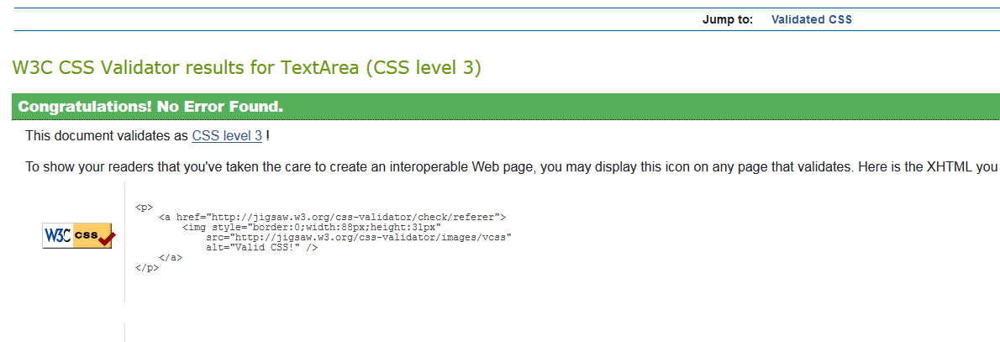 Jump to: Validated CSS
W3C CSS Validator results for TextArea (CSS level 3)
Congratulations! No Error Found.
This document validates as CSS level 3 !
To show your readers that you've taken the care to create an interoperable Web page, you may display this icon on any page that validates. Here is the XHTML you
<p>
<a href="http://jigsaw.w3.org/css-validator/check/referer">
<img style="border:0;width:88px;height:31px"
W3C css
src="http://jigsaw.w3.org/css-validator/images/vcss"
alt="Valid CSS!" />
</a>
</p>